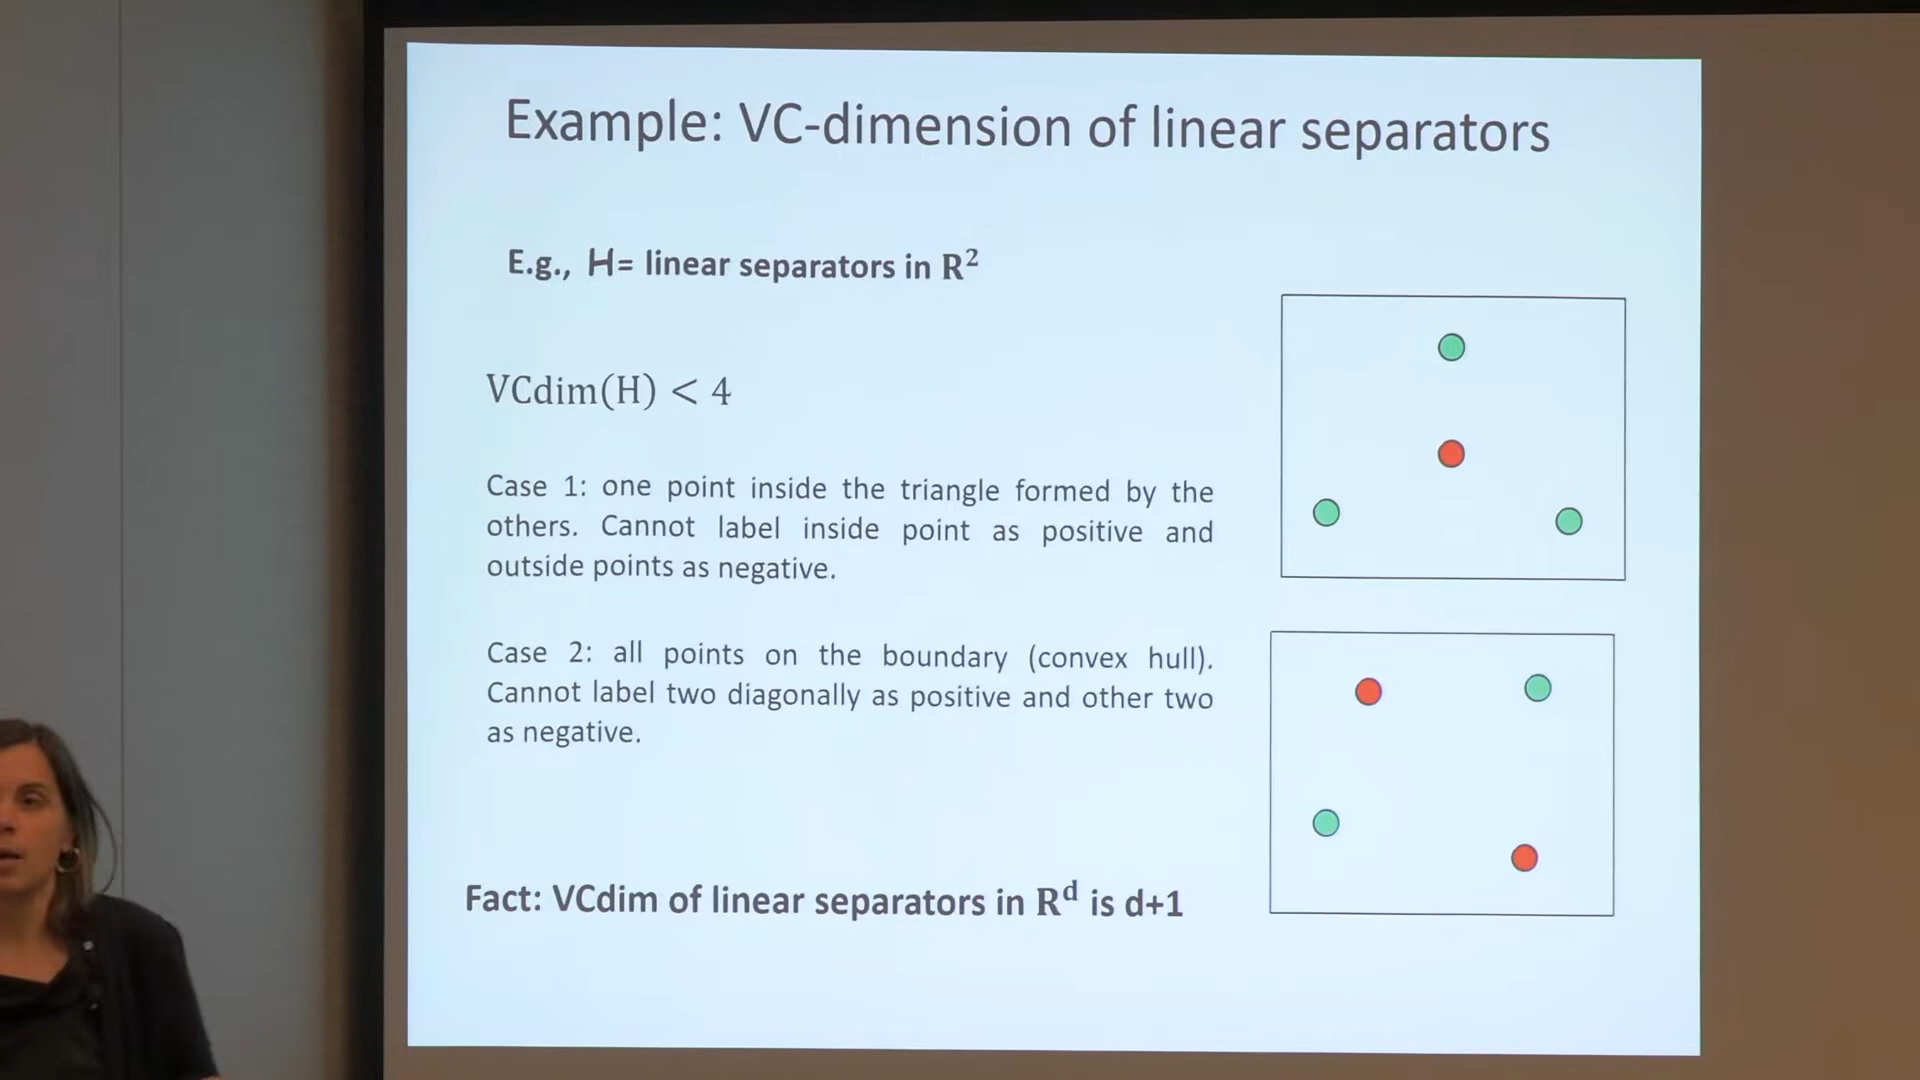 Example: VC-dimension of linear separators
E.g., H= linear separators in R²
VCdim(H) < 4
Case 1: one point inside the triangle formed by the
others. Cannot label inside point as positive and
outside points as negative.
Case 2: all points on the boundary (convex hull).
Cannot label two diagonally as positive and other two
as negative.
Fact: VCdim of linear separators in Rᵈ is d+1